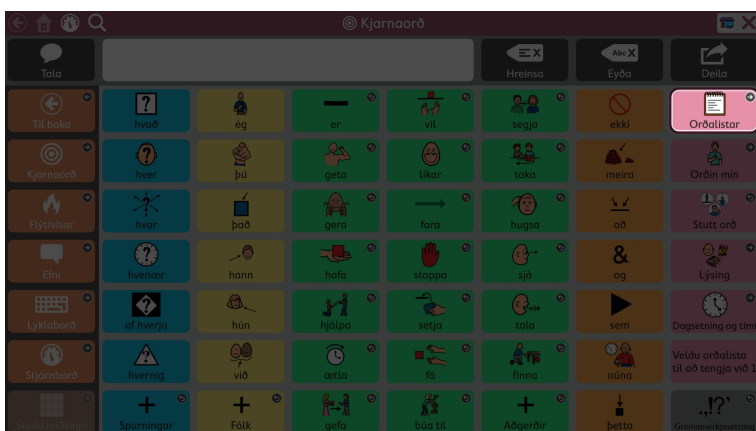 Kjarnaorð
Tala
Hreinsa
Abc X
Eyða
Deila
Til baka
hvað
ég
er
vil
segja
ekki
Orðalistar
Kjarnaorð
hver
þú
geta
líkar
taka
meira
Orðin mín
Flýtivísar
hvor
það
gera
fara
hugsa
að
Stutt orð
Efni
hvenær
hann
hafa
stoppa
sjá
&
og
Lýsing
Lyklaborð
af hverju
hún
hjálpa
setja
tala
sem
Dagsetning og tími
Stjórnborð
hvernig
við
ætla
fá
finna
núna
Veldu orðalista
til að tengja við 1
Spurningar
Fólk
gefa
búa til
Aðgerðir
þetta
.,!?'
Greinamerkjasetning